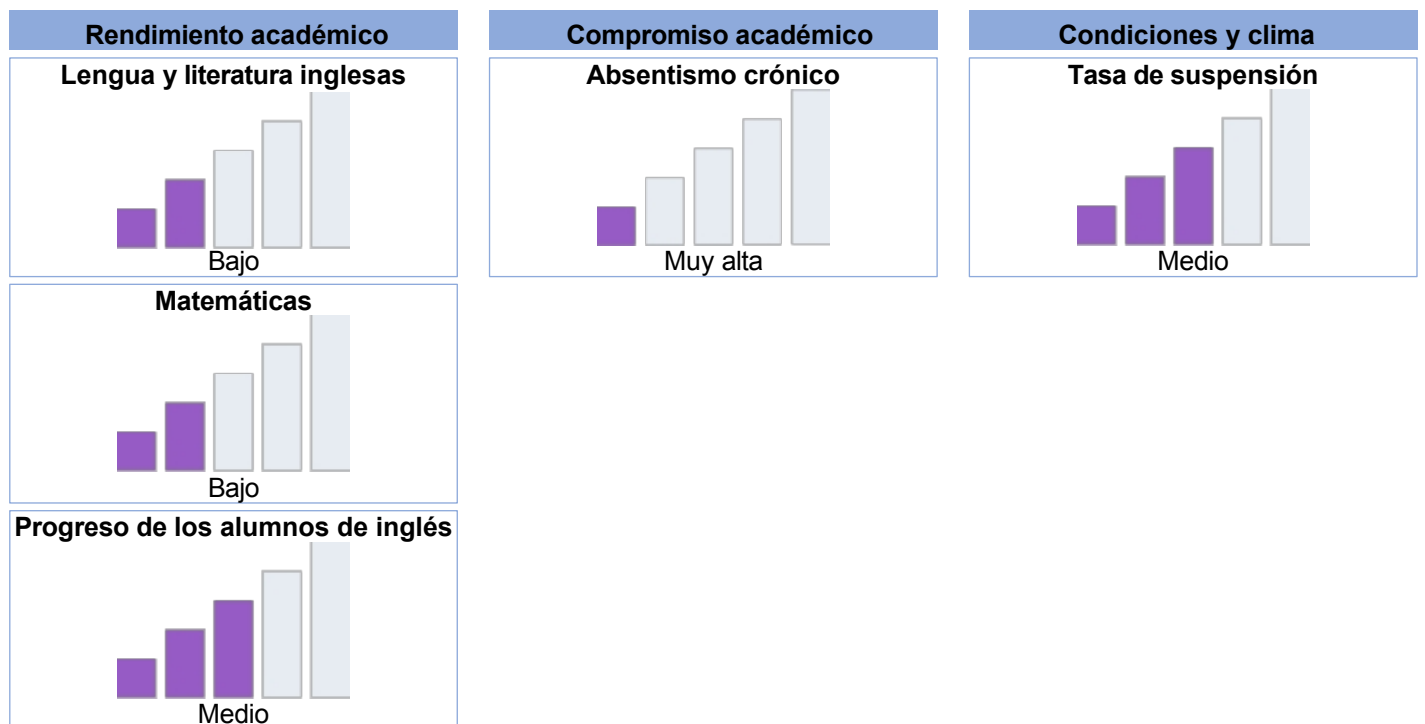 Rendimiento académico
Lengua y literatura inglesas
Bajo
Matemáticas
Bajo
Progreso de los alumnos de inglés
Medio
Compromiso académico
Absentismo crónico
Muy alta
Condiciones y clima
Tasa de suspensión
Medio